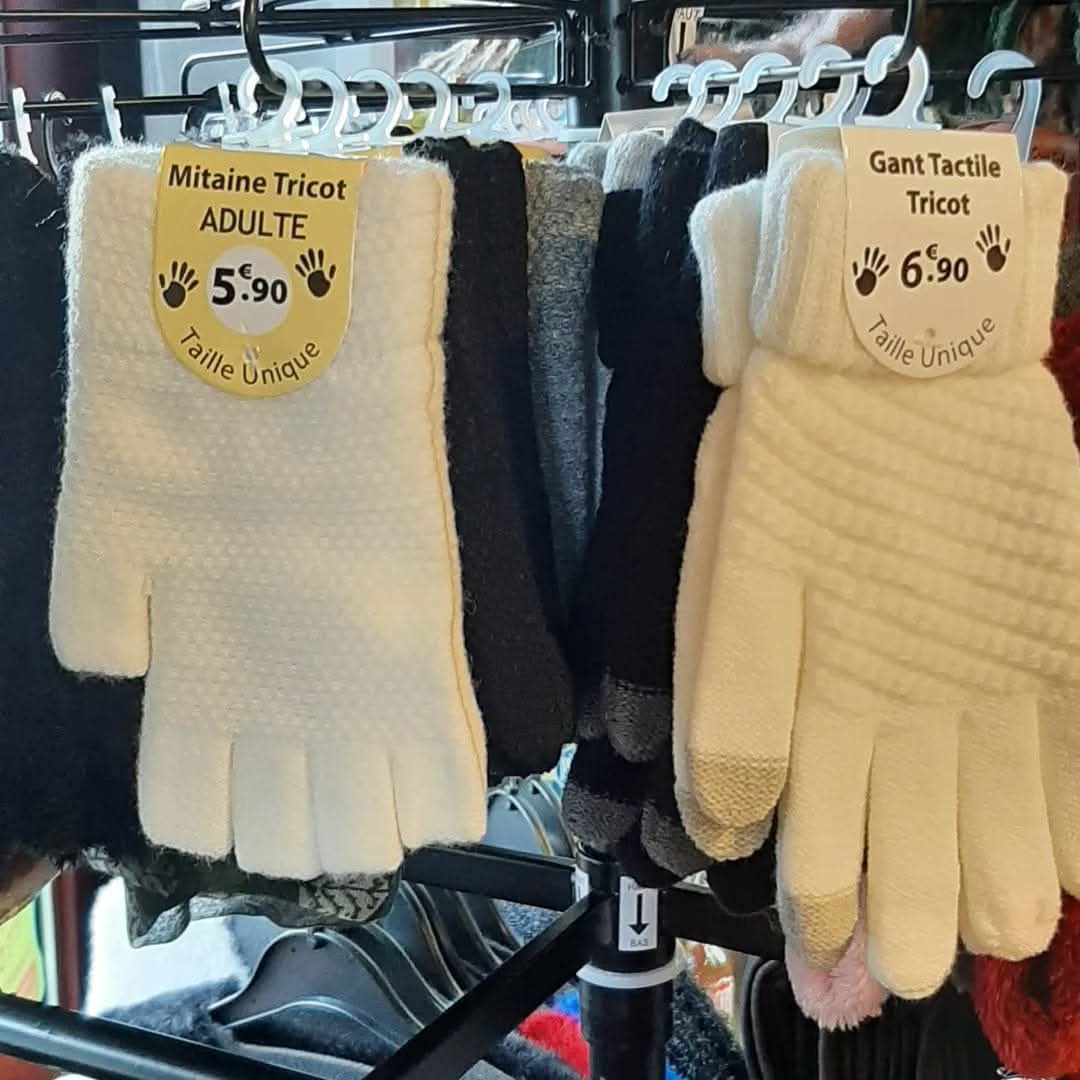 Mitaine Tricot
ADULTE
5€.90
Taille Unique
Gant Tactile
Tricot
6€.90
Taille Unique
BAS